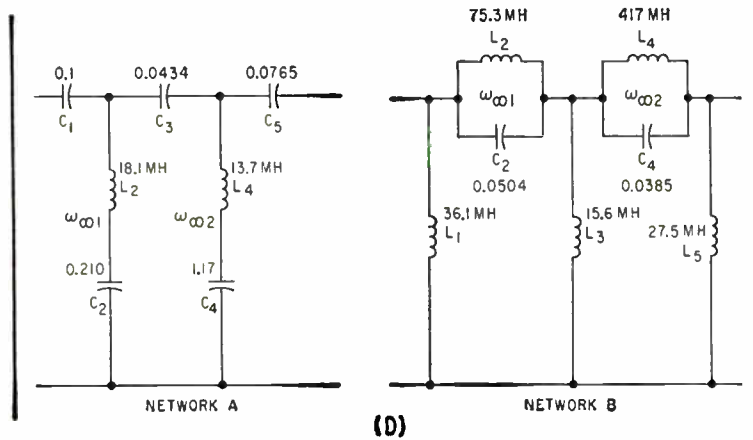 0.1
0.0434
0.0765
C1
C3
C5
18.1 MH
L2
13.7 MH
L4
ω∞1
ω∞2
0.210
C2
1.17
C4
NETWORK A
75.3 MH
L2
417 MH
L4
ω∞1
ω∞2
C2
0.0504
C4
0.0385
36.1 MH
L1
15.6 MH
L3
27.5 MH
L5
NETWORK B
(D)